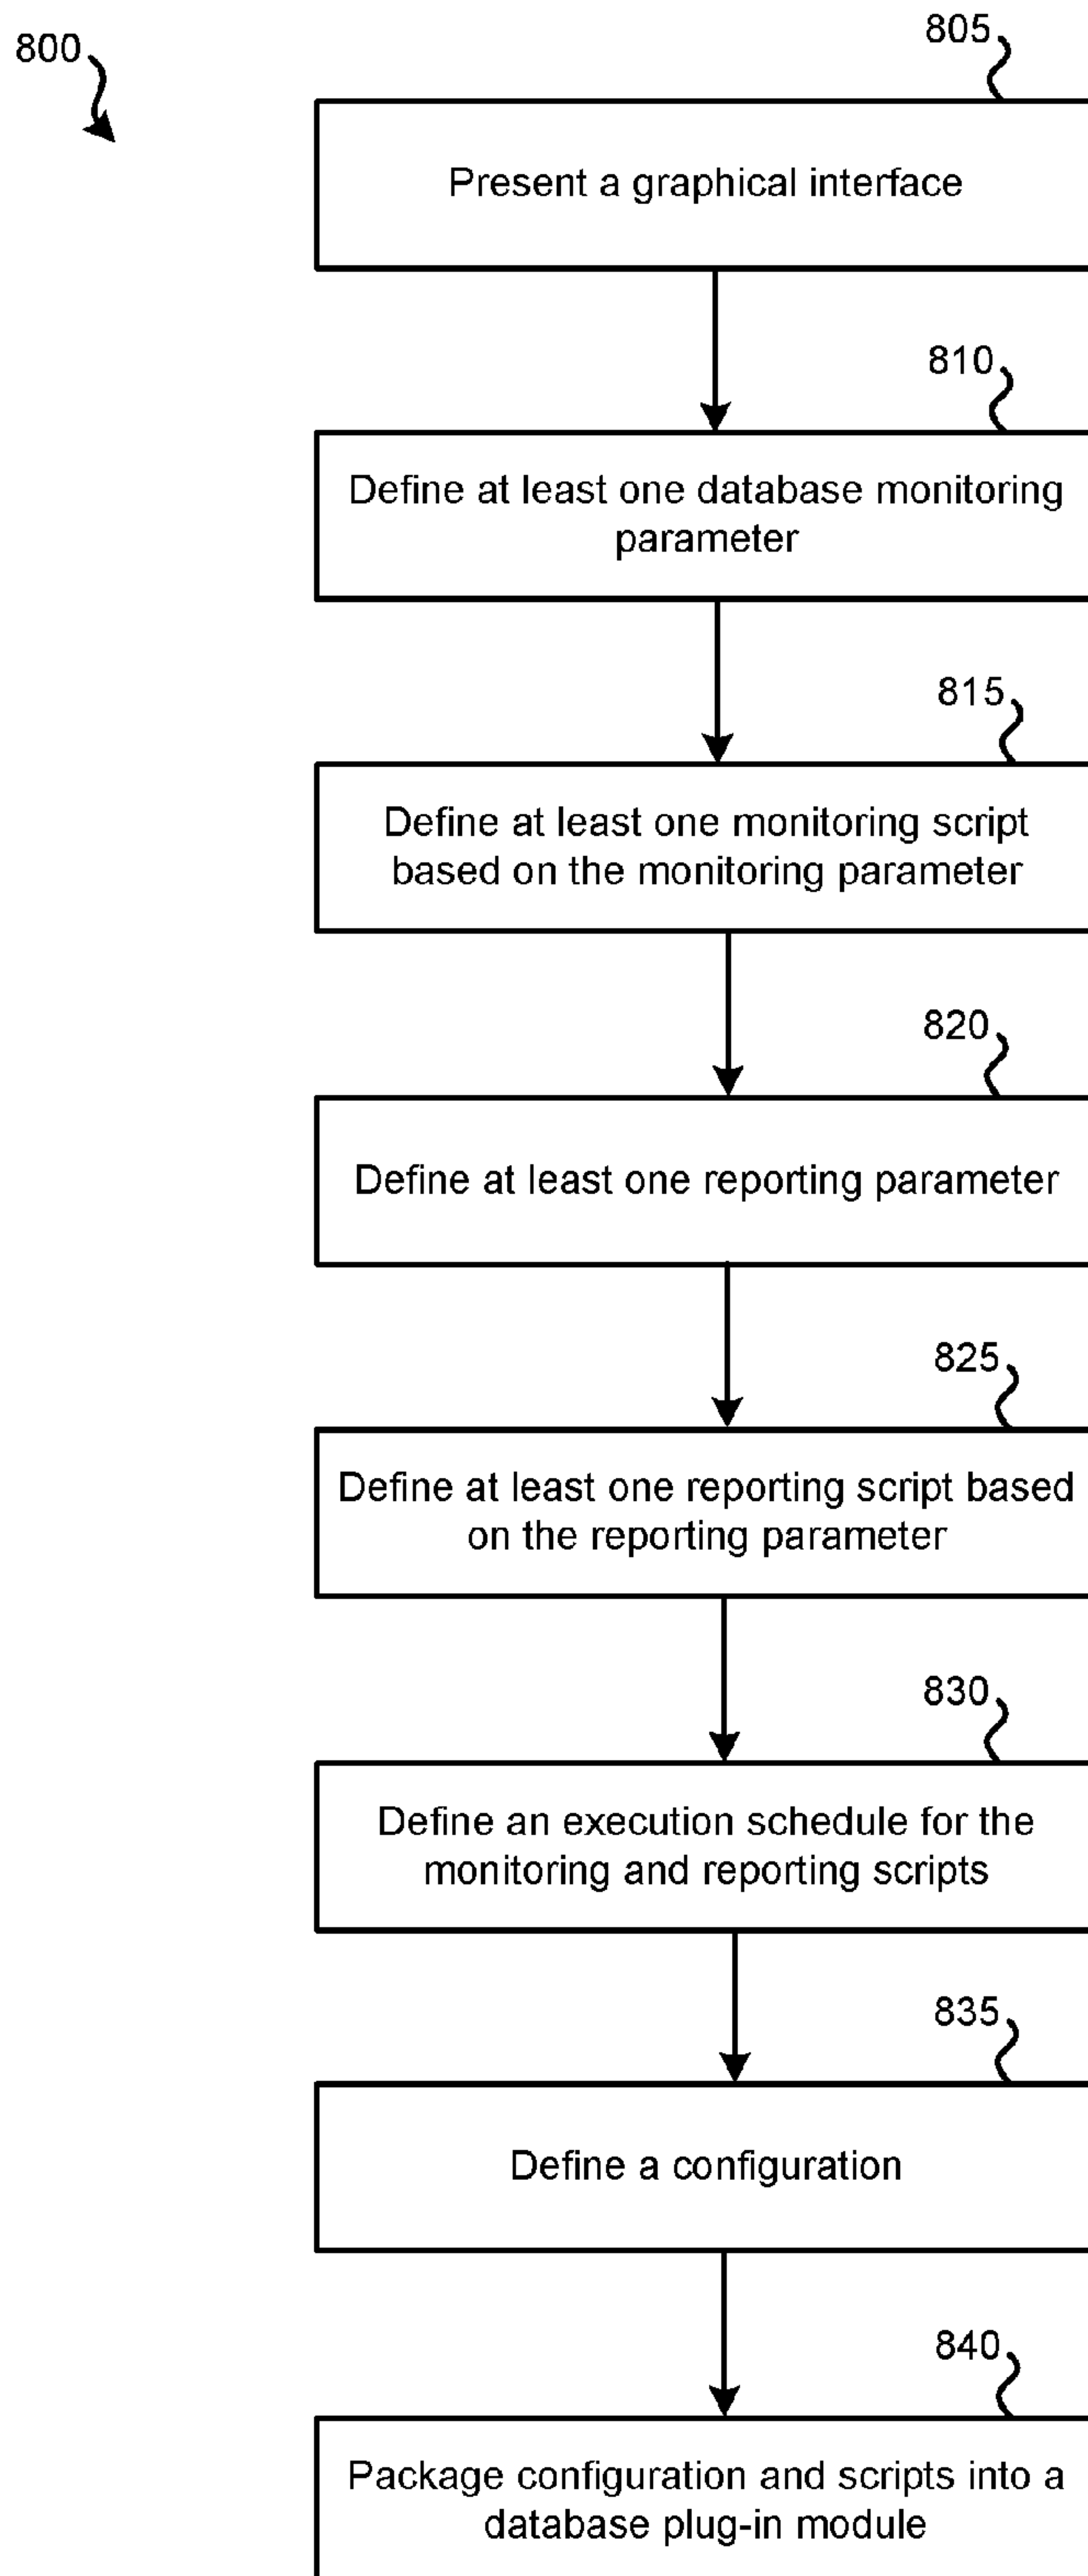 800
805
Present a graphical interface
810
Define at least one database monitoring
parameter
815
Define at least one monitoring script
based on the monitoring parameter
820
Define at least one reporting parameter
825
Define at least one reporting script based
on the reporting parameter
830
Define an execution schedule for the
monitoring and reporting scripts
835
Define a configuration
840
Package configuration and scripts into a
database plug-in module